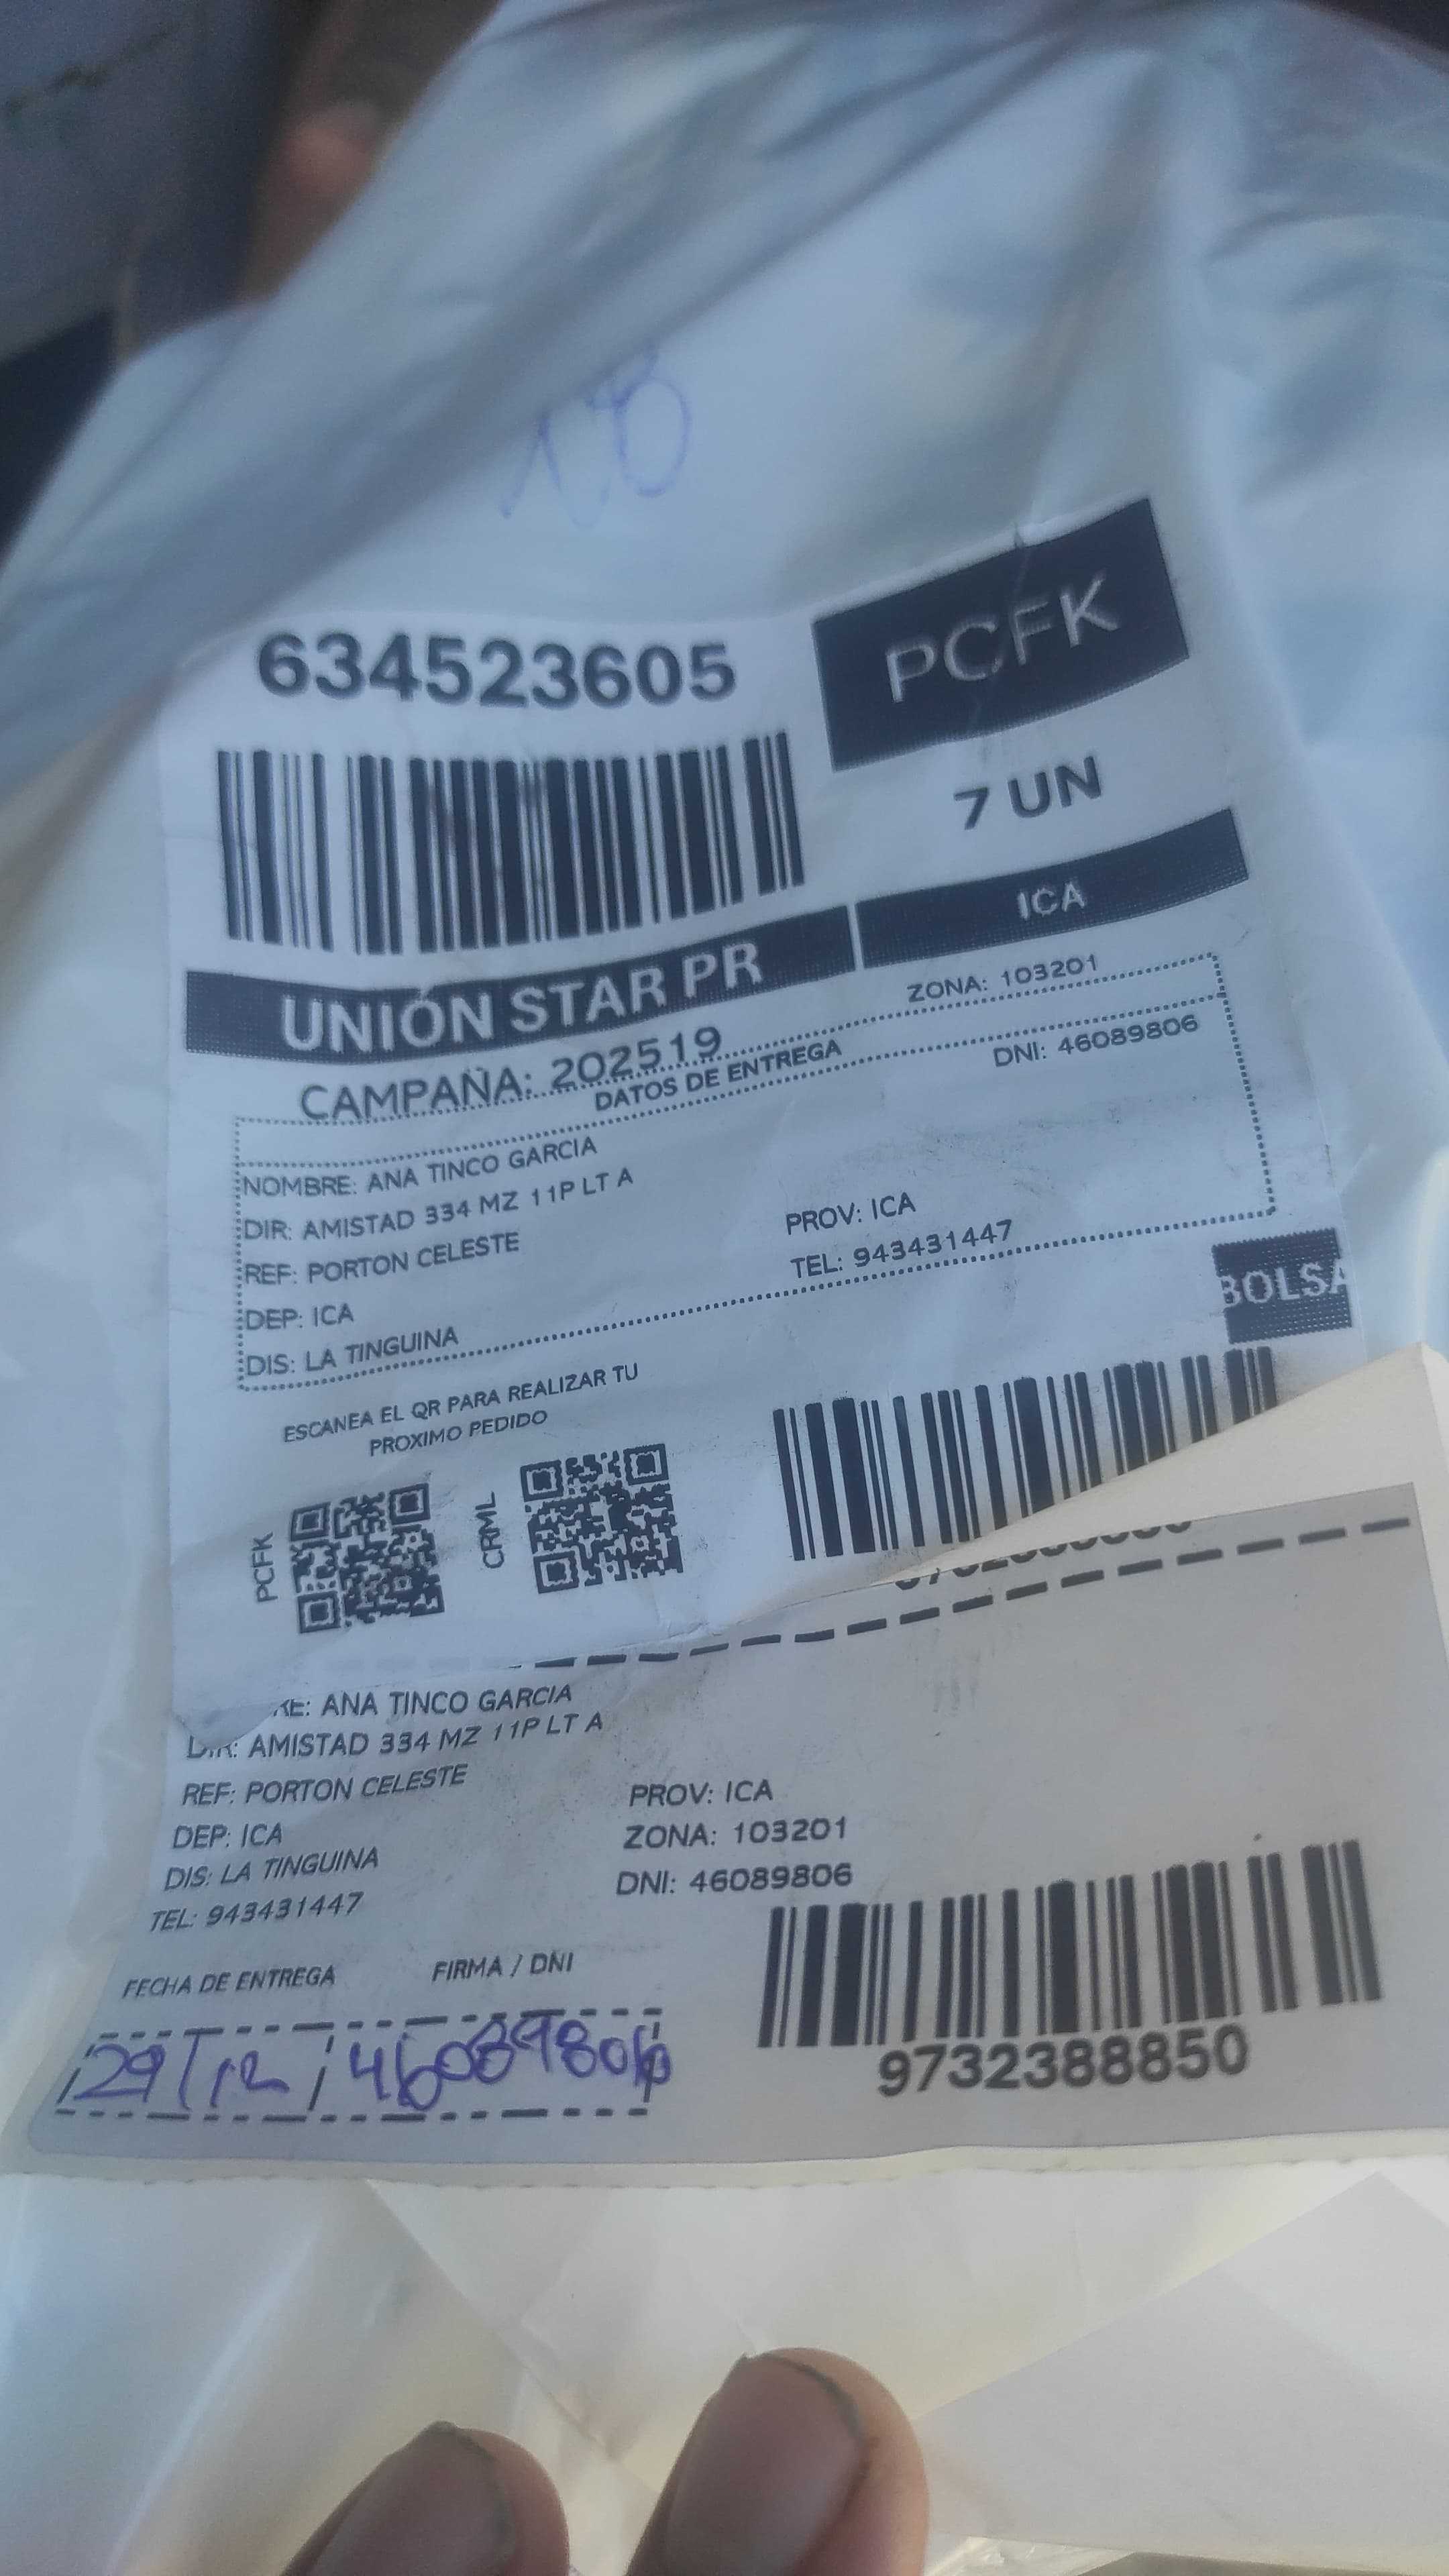 634523605
PCFK
7 UN
UNIÓN STAR PR
ICA
CAMPAÑA: 202519
ZONA: 103201
DATOS DE ENTREGA
DNI: 46089806
NOMBRE: ANA TINCO GARCIA
DIR: AMISTAD 334 MZ 11P LT A
REF: PORTON CELESTE
DEP: ICA
PROV: ICA
DIS: LA TINGUINA
TEL: 943431447
BOLSA
ESCANEA EL QR PARA REALIZAR TU
PROXIMO PEDIDO
PCFK
CRML
RE: ANA TINCO GARCIA
DIR: AMISTAD 334 MZ 11P LT A
REF: PORTON CELESTE
DEP: ICA
PROV: ICA
DIS: LA TINGUINA
ZONA: 103201
TEL: 943431447
DNI: 46089806
FECHA DE ENTREGA
FIRMA / DNI
29/12/46089806
9732388850